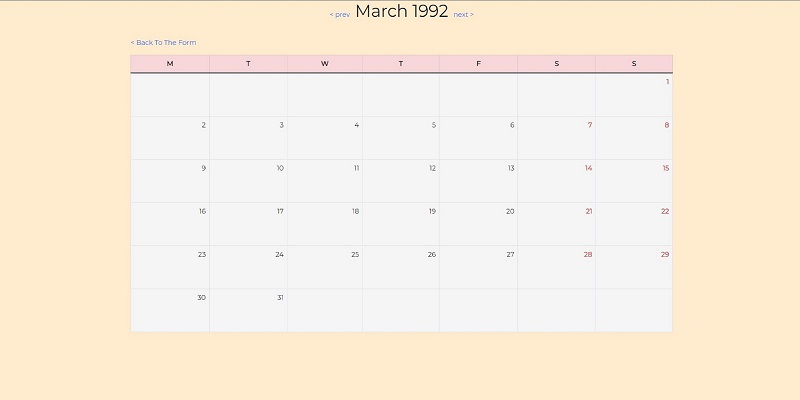 < prev March 1992 next >
< Back To The Form
M T W T F S S
1
2 3 4 5 6 7 8
9 10 11 12 13 14 15
16 17 18 19 20 21 22
23 24 25 26 27 28 29
30 31